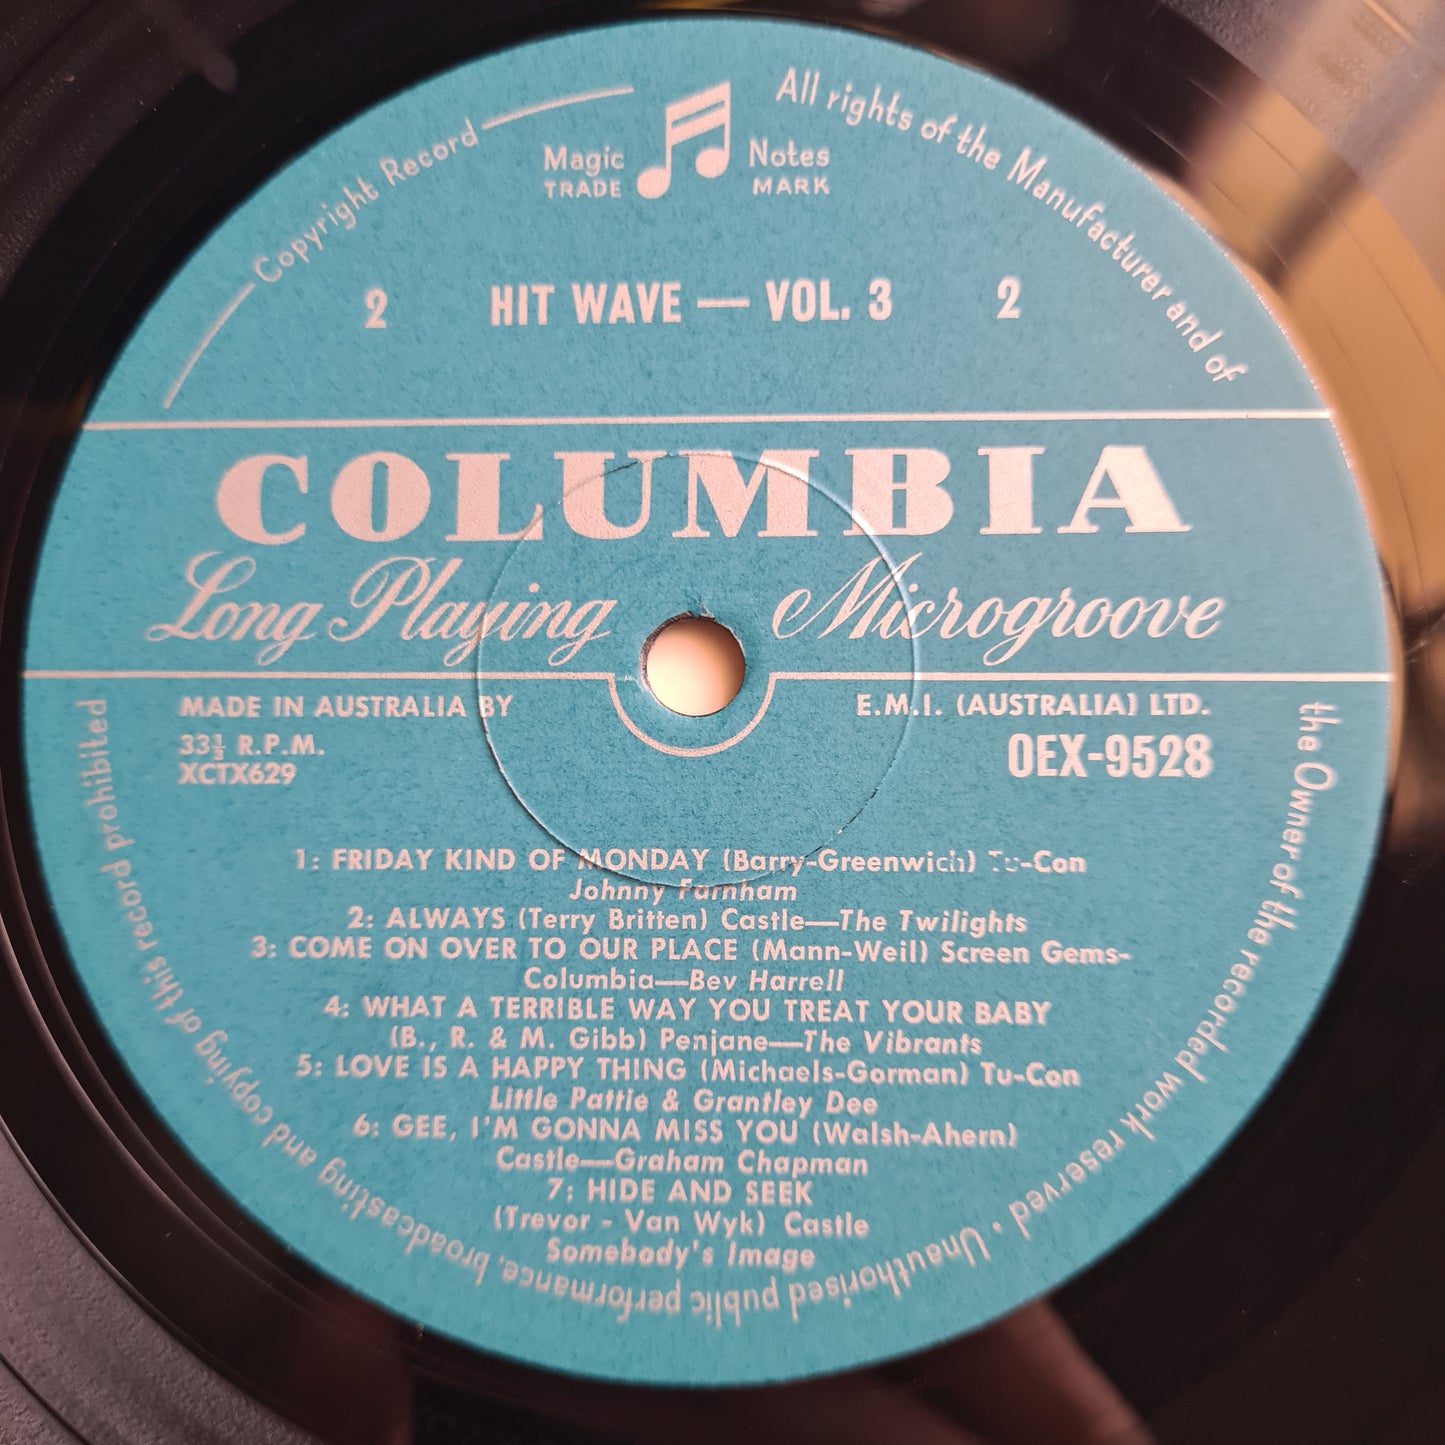 Copyright Record
All rights of the Manufacturer and of
the Owner of the recorded work reserved · Unauthorised public performance, broadcasting and copying of this record prohibited
Magic Notes
TRADE MARK
2 HIT WAVE — VOL. 3 2
COLUMBIA
Long Playing Microgroove
MADE IN AUSTRALIA BY E.M.I. (AUSTRALIA) LTD.
33⅓ R.P.M. OEX-9528
XCTX629
1: FRIDAY KIND OF MONDAY (Barry-Greenwich) Tu-Con
Johnny Farnham
2: ALWAYS (Terry Britten) Castle—The Twilights
3: COME ON OVER TO OUR PLACE (Mann-Weil) Screen Gems-
Columbia—Bev Harrell
4: WHAT A TERRIBLE WAY YOU TREAT YOUR BABY
(B., R. & M. Gibb) Penjane—The Vibrants
5: LOVE IS A HAPPY THING (Michaels-Gorman) Tu-Con
Little Pattie & Grantley Dee
6: GEE, I'M GONNA MISS YOU (Walsh-Ahern)
Castle—Graham Chapman
7: HIDE AND SEEK
(Trevor - Van Wyk) Castle
Somebody's Image